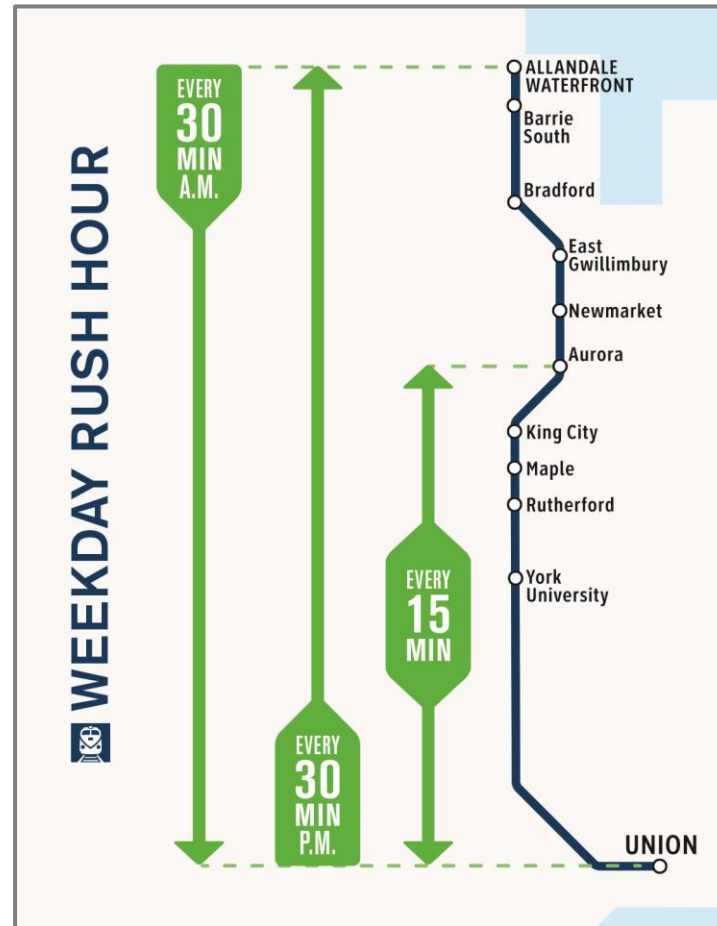 WEEKDAY RUSH HOUR
EVERY
30
MIN
A.M.
EVERY
30
MIN
P.M.
EVERY
15
MIN
ALLANDALE
WATERFRONT
Barrie
South
Bradford
East
Gwillimbury
Newmarket
Aurora
King City
Maple
Rutherford
York
University
UNION